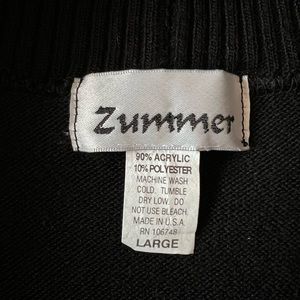 Zummer
90% ACRYLIC
10% POLYESTER
MACHINE WASH
COLD. TUMBLE
DRY LOW. DO
NOT USE BLEACH.
MADE IN U.S.A.
RN 106748
LARGE